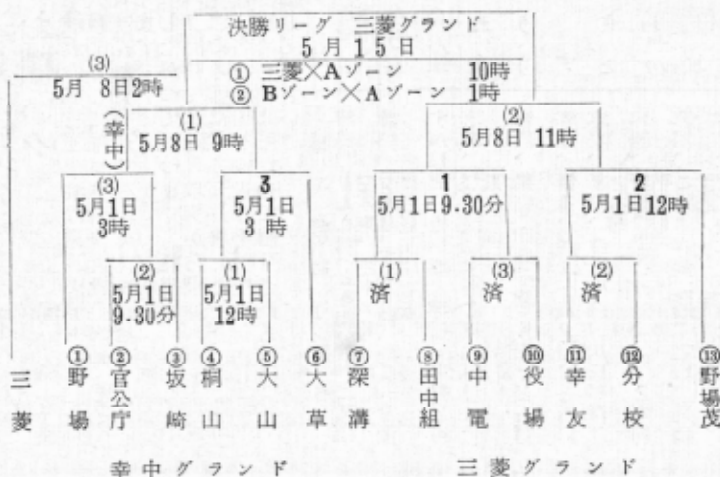 決勝リーグ 三菱グランド
5月15日
① 三菱×Aゾーン 10時
② Bゾーン×Aゾーン 1時
(3)
5月 8日2時
(幸中)
(1)
5月8日 9時
(2)
5月8日 11時
(3)
5月1日
3時
3
5月1日
3時
1
5月1日9.30分
2
5月1日12時
(2)
5月1日
9.30分
(1)
5月1日
12時
(1)
済
(3)
済
(2)
済
三菱
①野場
②官公庁
③坂崎
④桐山
⑤大山
⑥大草
⑦深溝
⑧田中組
⑨中電
⑩役場
⑪幸友
⑫分校
⑬野場茂
幸中グランド
三菱グランド